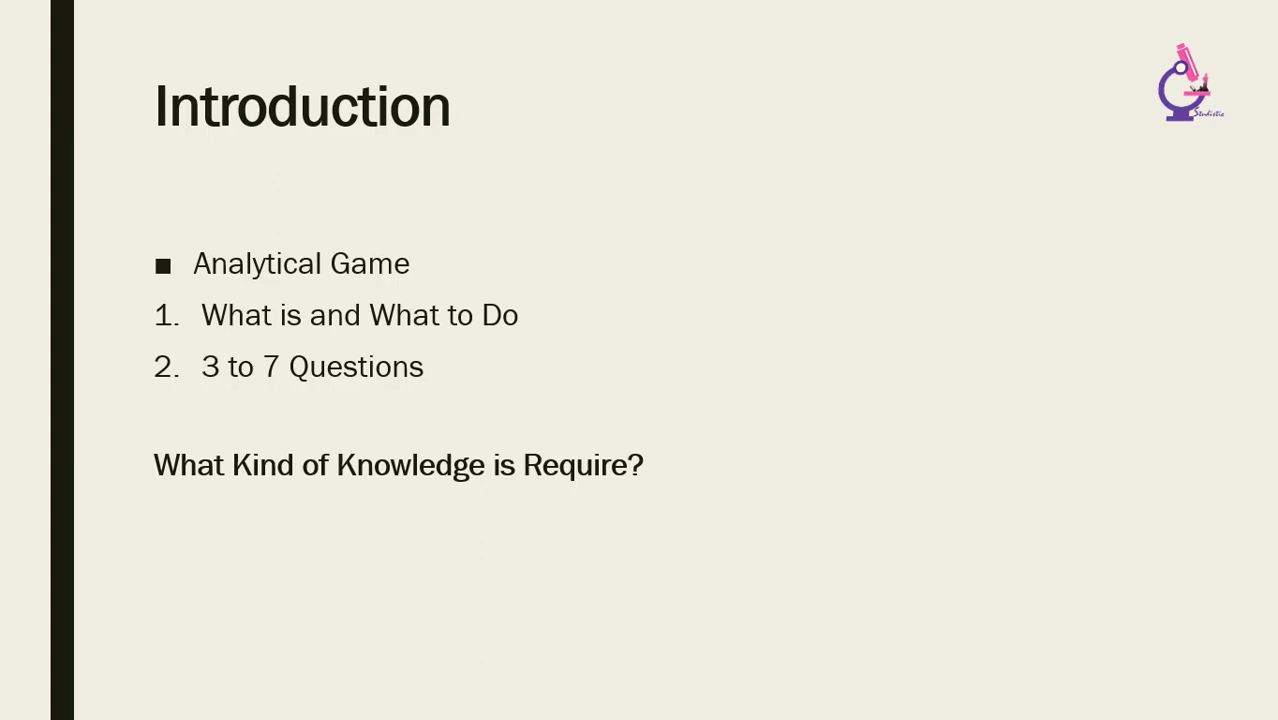 Introduction
Studistic
■ Analytical Game
1. What is and What to Do
2. 3 to 7 Questions
What Kind of Knowledge is Require?